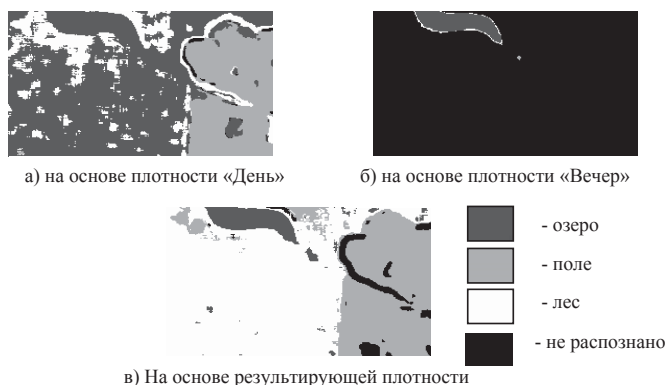 а) на основе плотности «День»
б) на основе плотности «Вечер»
- озеро
- поле
- лес
- не распознано
в) На основе результирующей плотности